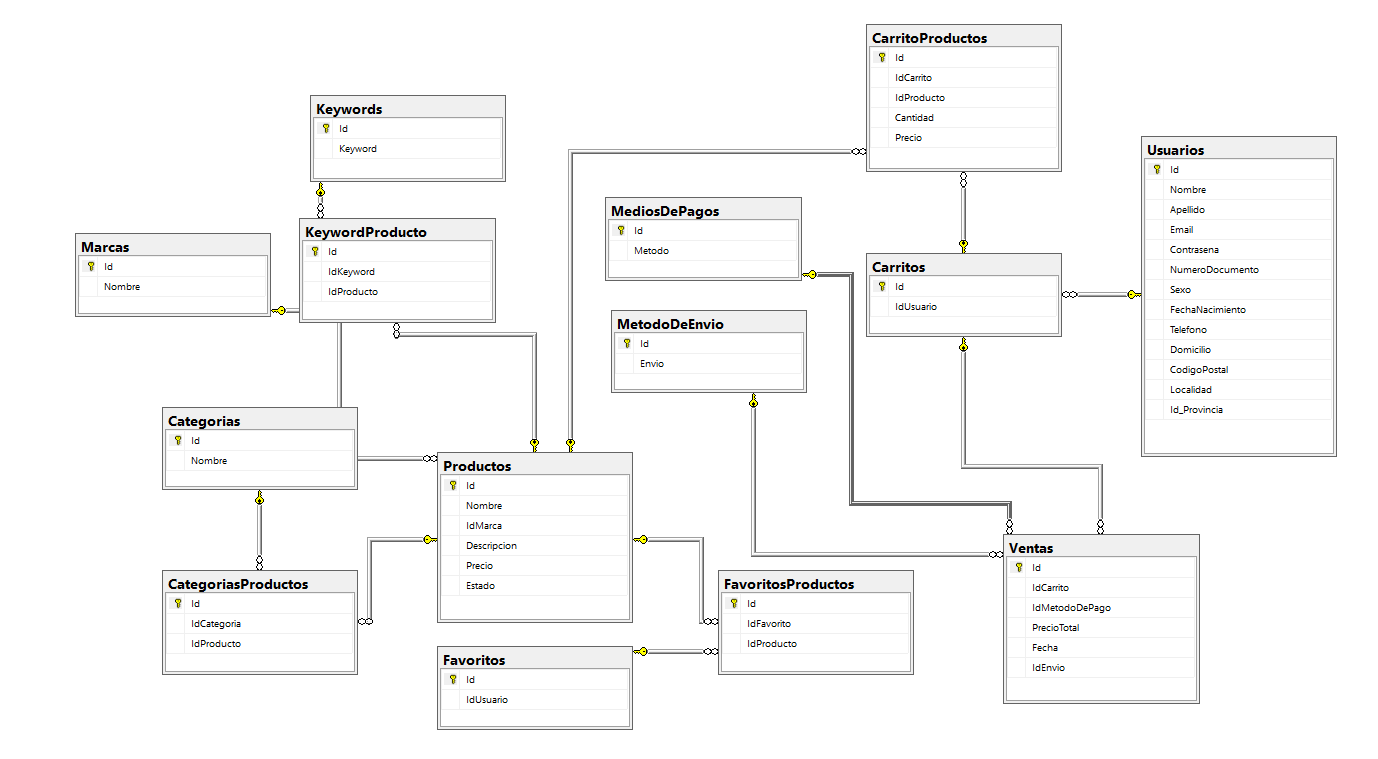 CarritoProductos
Id
IdCarrito
IdProducto
Cantidad
Precio
Keywords
Id
Keyword
Usuarios
Id
Nombre
Apellido
Email
Contrasena
NumeroDocumento
Sexo
FechaNacimiento
Telefono
Domicilio
CodigoPostal
Localidad
Id_Provincia
MediosDePagos
Id
Metodo
KeywordProducto
Id
IdKeyword
IdProducto
Marcas
Id
Nombre
Carritos
Id
IdUsuario
MetodoDeEnvio
Id
Envio
Categorias
Id
Nombre
Productos
Id
Nombre
IdMarca
Descripcion
Precio
Estado
Ventas
Id
IdCarrito
IdMetodoDePago
PrecioTotal
Fecha
IdEnvio
CategoriasProductos
Id
IdCategoria
IdProducto
FavoritosProductos
Id
IdFavorito
IdProducto
Favoritos
Id
IdUsuario